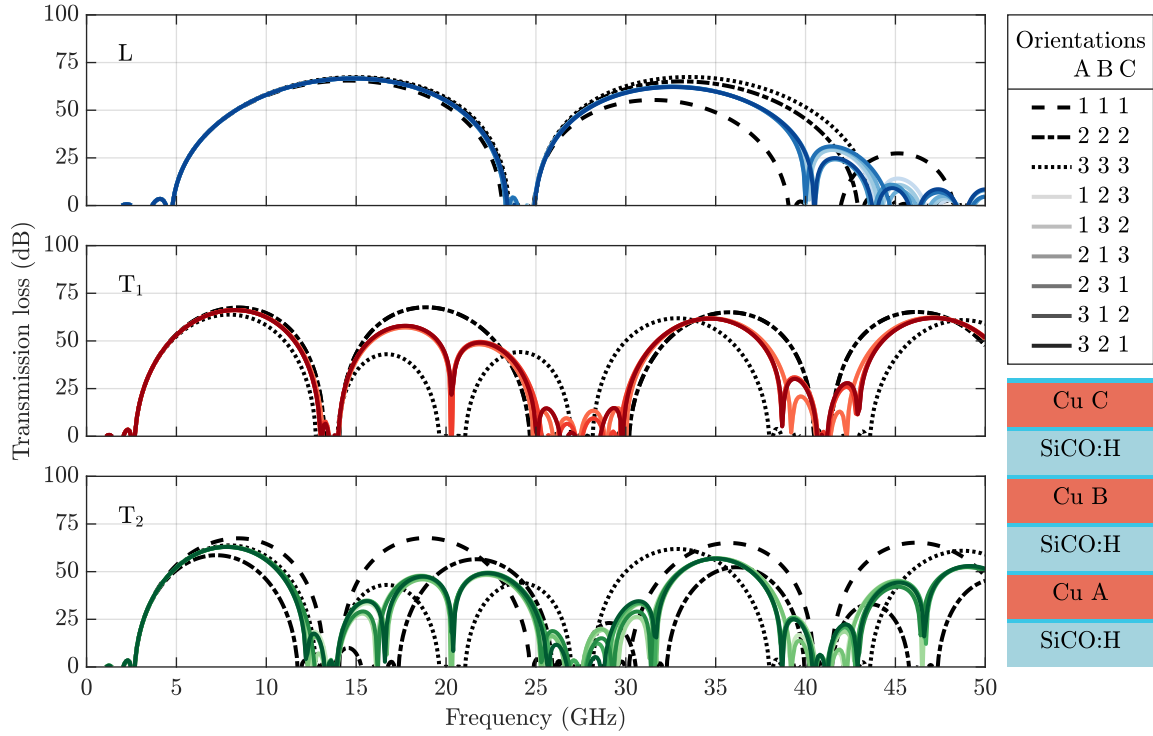 100
75
50
25
0
L
100
75
50
25
0
T1
100
75
50
25
0
T2
0 5 10 15 20 25 30 35 40 45 50
Transmission loss (dB)
Frequency (GHz)
Orientations
A B C
1 1 1
2 2 2
3 3 3
1 2 3
1 3 2
2 1 3
2 3 1
3 1 2
3 2 1
Cu C
SiCO:H
Cu B
SiCO:H
Cu A
SiCO:H